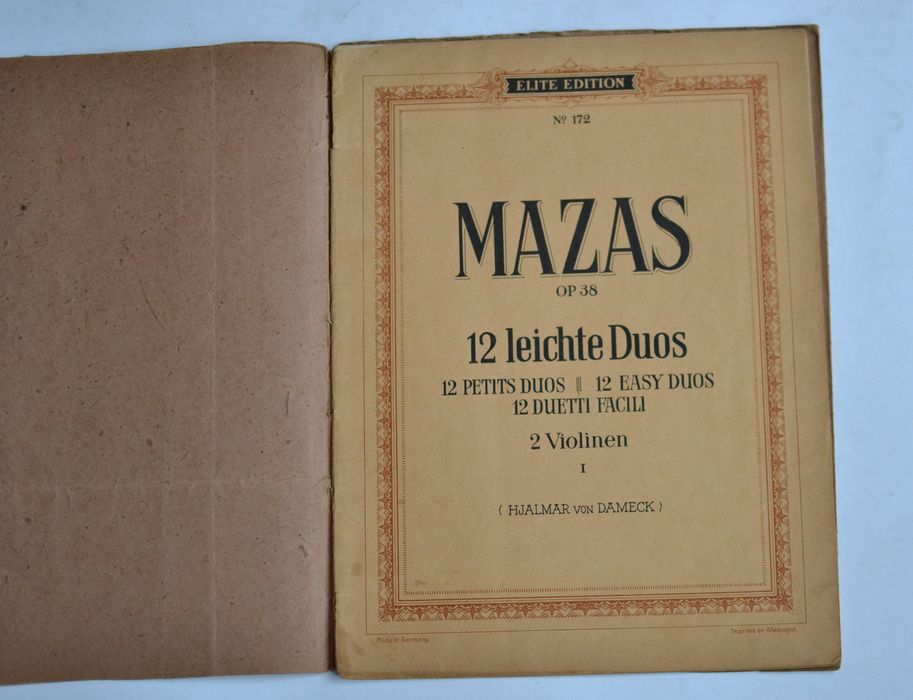 ELITE EDITION
Nº 172
MAZAS
OP 38
12 leichte Duos
12 PETITS DUOS || 12 EASY DUOS
12 DUETTI FACILI
2 Violinen
I
( HJALMAR VON DAMECK )
Made in Germany.
Imprimé en Allemagne.